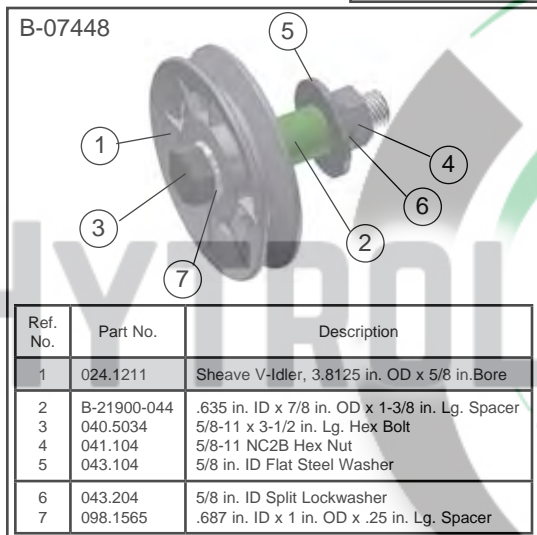 B-07448
5
1
4
6
3
2
7
HYTROL
Ref. No. Part No. Description
1 024.1211 Sheave V-Idler, 3.8125 in. OD x 5/8 in.Bore
2 B-21900-044 .635 in. ID x 7/8 in. OD x 1-3/8 in. Lg. Spacer
3 040.5034 5/8-11 x 3-1/2 in. Lg. Hex Bolt
4 041.104 5/8-11 NC2B Hex Nut
5 043.104 5/8 in. ID Flat Steel Washer
6 043.204 5/8 in. ID Split Lockwasher
7 098.1565 .687 in. ID x 1 in. OD x .25 in. Lg. Spacer